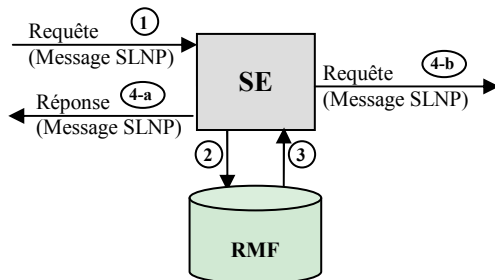 Requête 1
(Message SLNP)
Réponse 4-a
(Message SLNP)
SE
Requête 4-b
(Message SLNP)
2
3
RMF